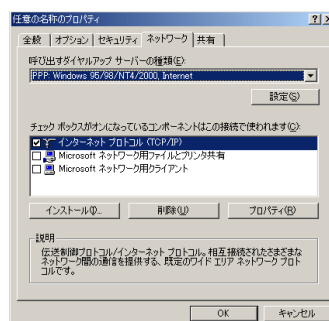 任意の名称のプロパティ
全般 オプション セキュリティ ネットワーク 共有
呼び出すダイヤルアップ サーバーの種類(E):
PPP: Windows 95/98/NT4/2000, Internet
設定(S)
チェック ボックスがオンになっているコンポーネントはこの接続で使われます(C):
インターネット プロトコル (TCP/IP)
Microsoft ネットワーク用ファイルとプリンタ共有
Microsoft ネットワーク用クライアント
インストール(I)... 削除(U) プロパティ(R)
説明
伝送制御プロトコル/インターネット プロトコル。相互接続されたさまざまな
ネットワーク間の通信を提供する、既定のワイド エリア ネットワーク プロト
コルです。
OK キャンセル